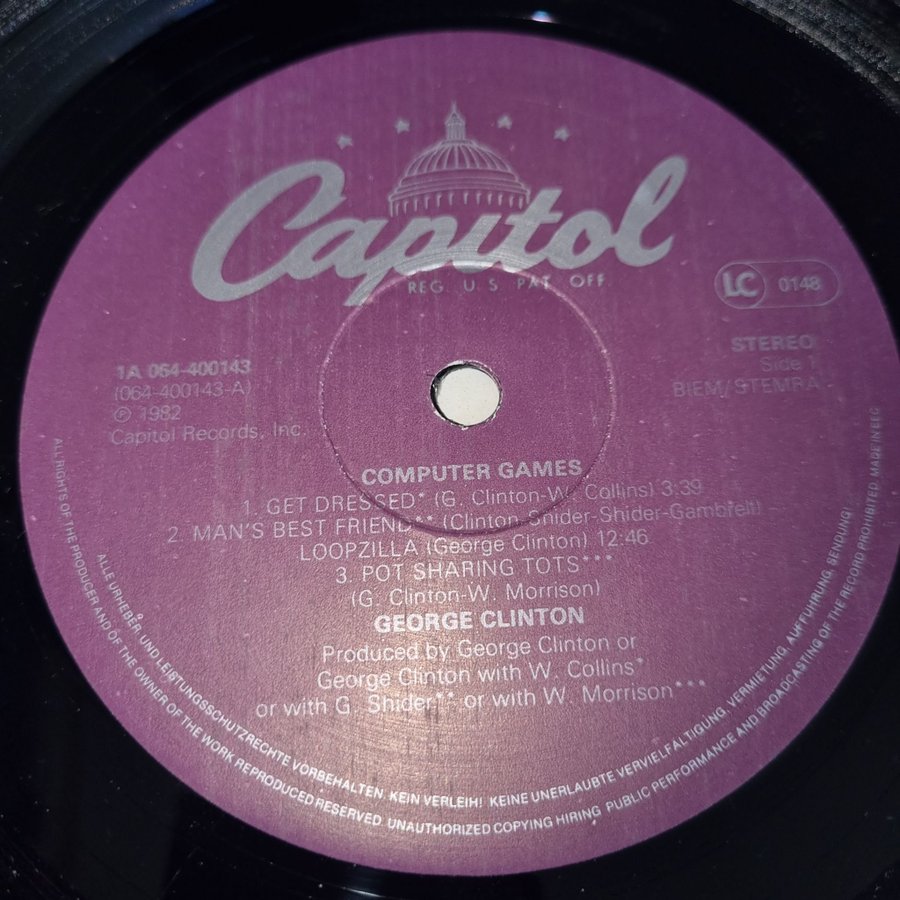 Capitol
REG. U.S. PAT. OFF
LC 0148
1A 064-400143
(064-400143-A)
℗ 1982
Capitol Records, Inc.
STEREO
Side 1
BIEM/STEMRA
COMPUTER GAMES
1. GET DRESSED* (G. Clinton-W. Collins) 3:39
2. MAN'S BEST FRIEND** (Clinton-Snider-Shider-Gambrell)
LOOPZILLA (George Clinton) 12:46
3. POT SHARING TOTS***
(G. Clinton-W. Morrison)
GEORGE CLINTON
Produced by George Clinton or
George Clinton with W. Collins*
or with G. Shider** or with W. Morrison***
ALLE URHEBER- UND LEISTUNGSSCHUTZRECHTE VORBEHALTEN. KEIN VERLEIH! KEINE UNERLAUBTE VERVIELFÄLTIGUNG, VERMIETUNG, AUFFÜHRUNG, SENDUNG!
ALL RIGHTS OF THE PRODUCER AND OF THE OWNER OF THE WORK REPRODUCED RESERVED. UNAUTHORIZED COPYING HIRING PUBLIC PERFORMANCE AND BROADCASTING OF THE RECORD PROHIBITED. MADE IN EEC